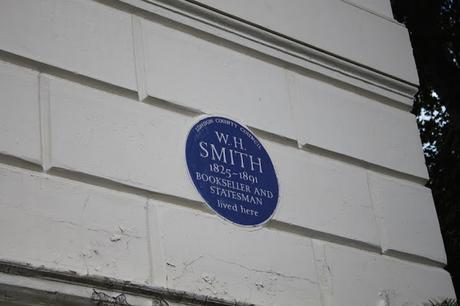 LONDON COUNTY COUNCIL
W.H.
SMITH
1825-1891
BOOKSELLER AND
STATESMAN
lived here